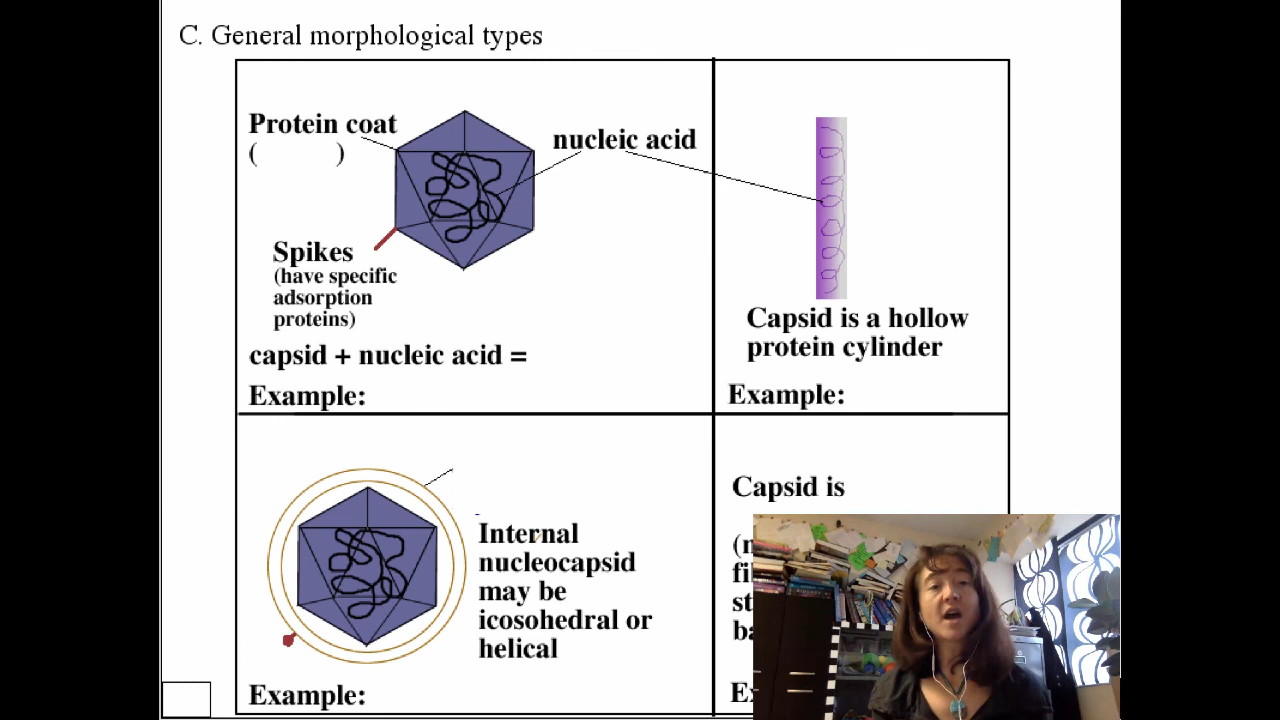 C. General morphological types
Protein coat
( )
nucleic acid
Spikes
(have specific
adsorption
proteins)
capsid + nucleic acid =
Example:
Capsid is a hollow
protein cylinder
Example:
Internal
nucleocapsid
may be
icosohedral or
helical
Example:
Capsid is